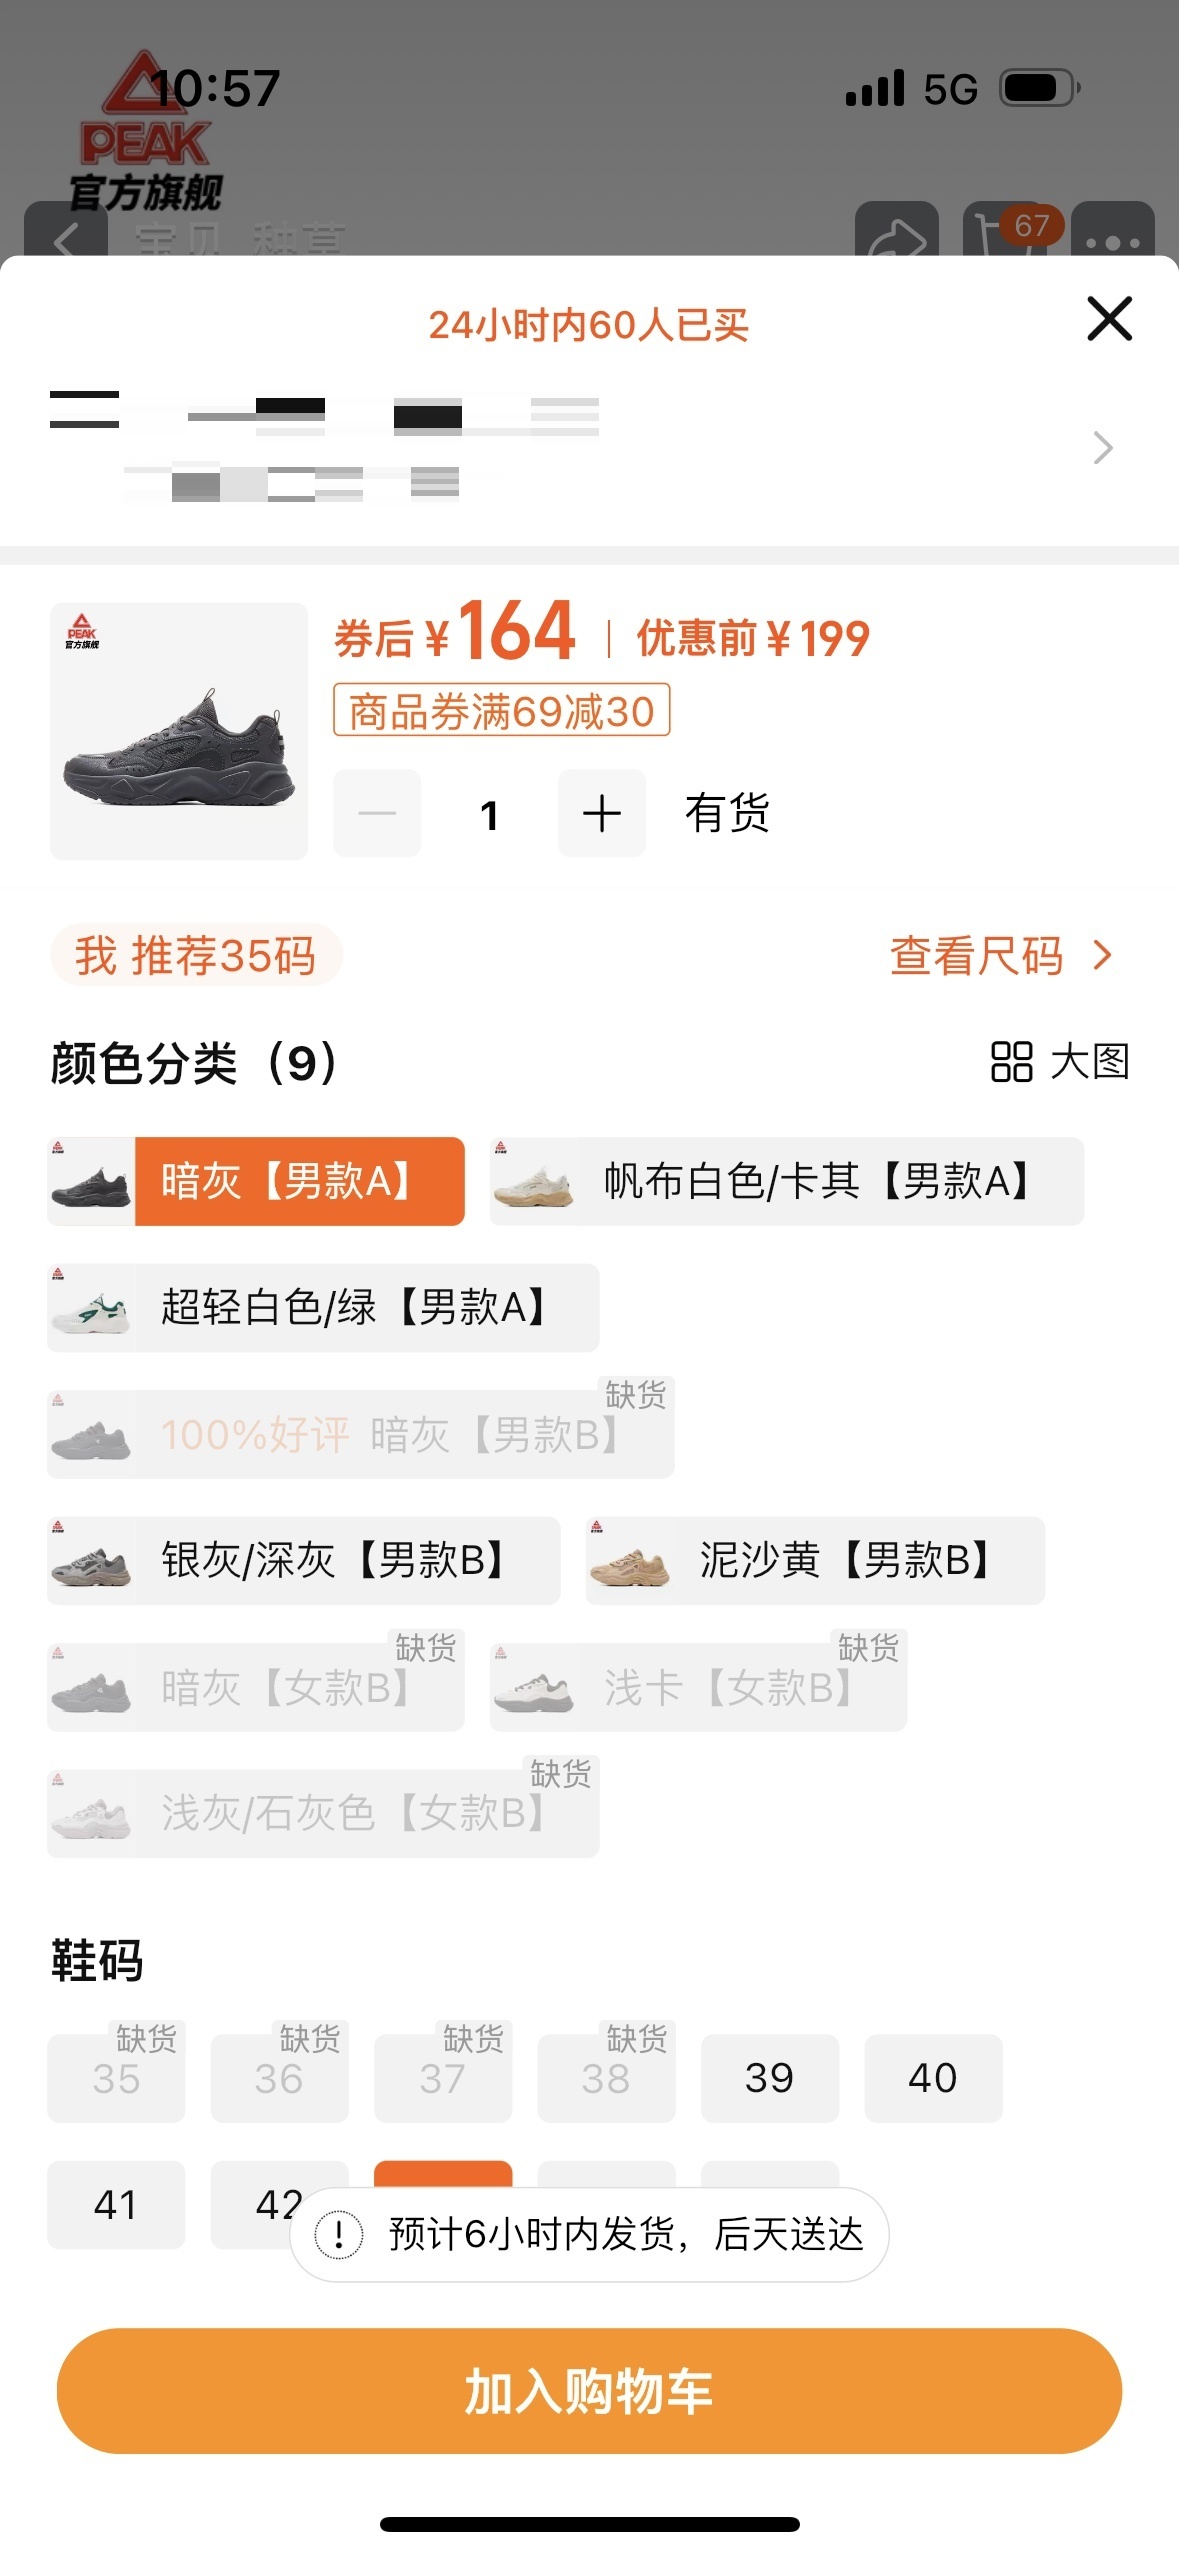 10:57
5G
PEAK
官方旗舰
宝贝 种草
67
24小时内60人已买
PEAK
官方旗舰
券后 ¥164 | 优惠前 ¥199
商品券满69减30
1 有货
我 推荐35码 查看尺码
颜色分类（9） 大图
暗灰【男款A】 帆布白色/卡其【男款A】
超轻白色/绿【男款A】
缺货
100%好评 暗灰【男款B】
银灰/深灰【男款B】 泥沙黄【男款B】
缺货 缺货
暗灰【女款B】 浅卡【女款B】
缺货
浅灰/石灰色【女款B】
鞋码
缺货 缺货 缺货 缺货
35 36 37 38 39 40
41 42
预计6小时内发货，后天送达
加入购物车